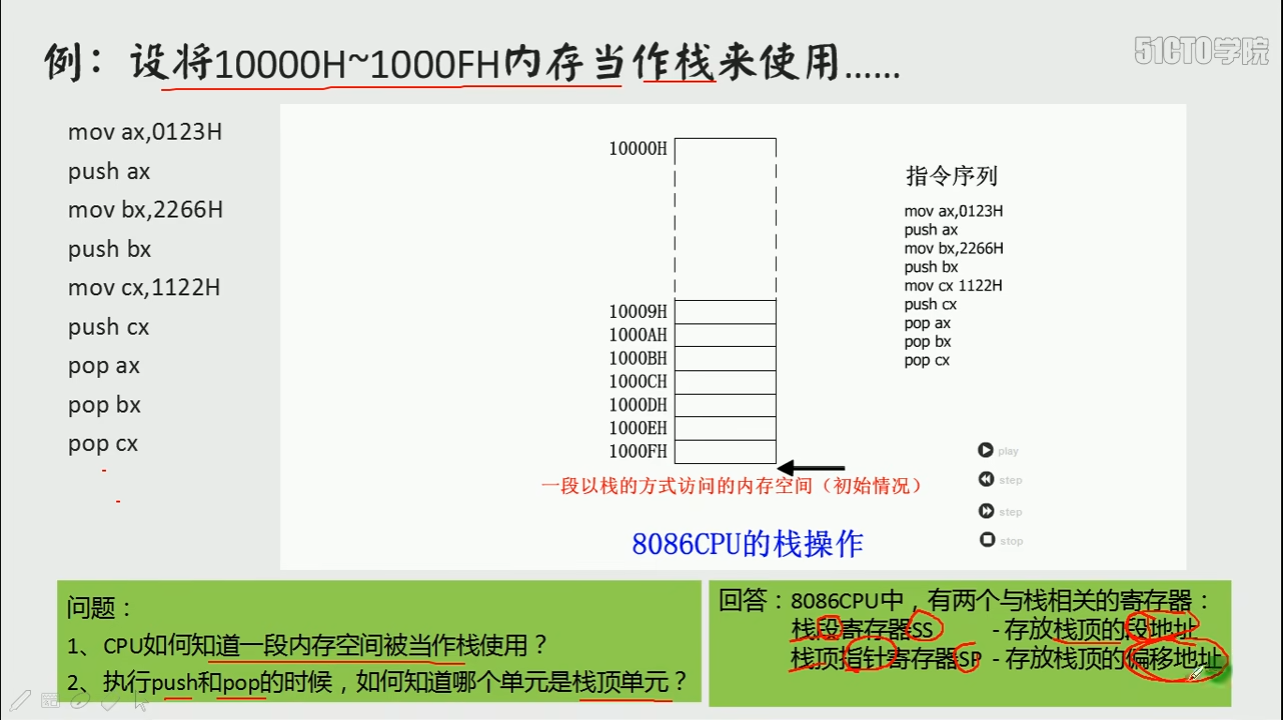 例：设将10000H~1000FH内存当作栈来使用……
51CTO学院
mov ax,0123H
push ax
mov bx,2266H
push bx
mov cx,1122H
push cx
pop ax
pop bx
pop cx
10000H
10009H
1000AH
1000BH
1000CH
1000DH
1000EH
1000FH
一段以栈的方式访问的内存空间（初始情况）
8086CPU的栈操作
指令序列
mov ax,0123H
push ax
mov bx,2266H
push bx
mov cx 1122H
push cx
pop ax
pop bx
pop cx
play
step
step
stop
问题：
1、CPU如何知道一段内存空间被当作栈使用？
2、执行push和pop的时候，如何知道哪个单元是栈顶单元？
回答：8086CPU中，有两个与栈相关的寄存器：
栈段寄存器SS - 存放栈顶的段地址
栈顶指针寄存器SP - 存放栈顶的偏移地址